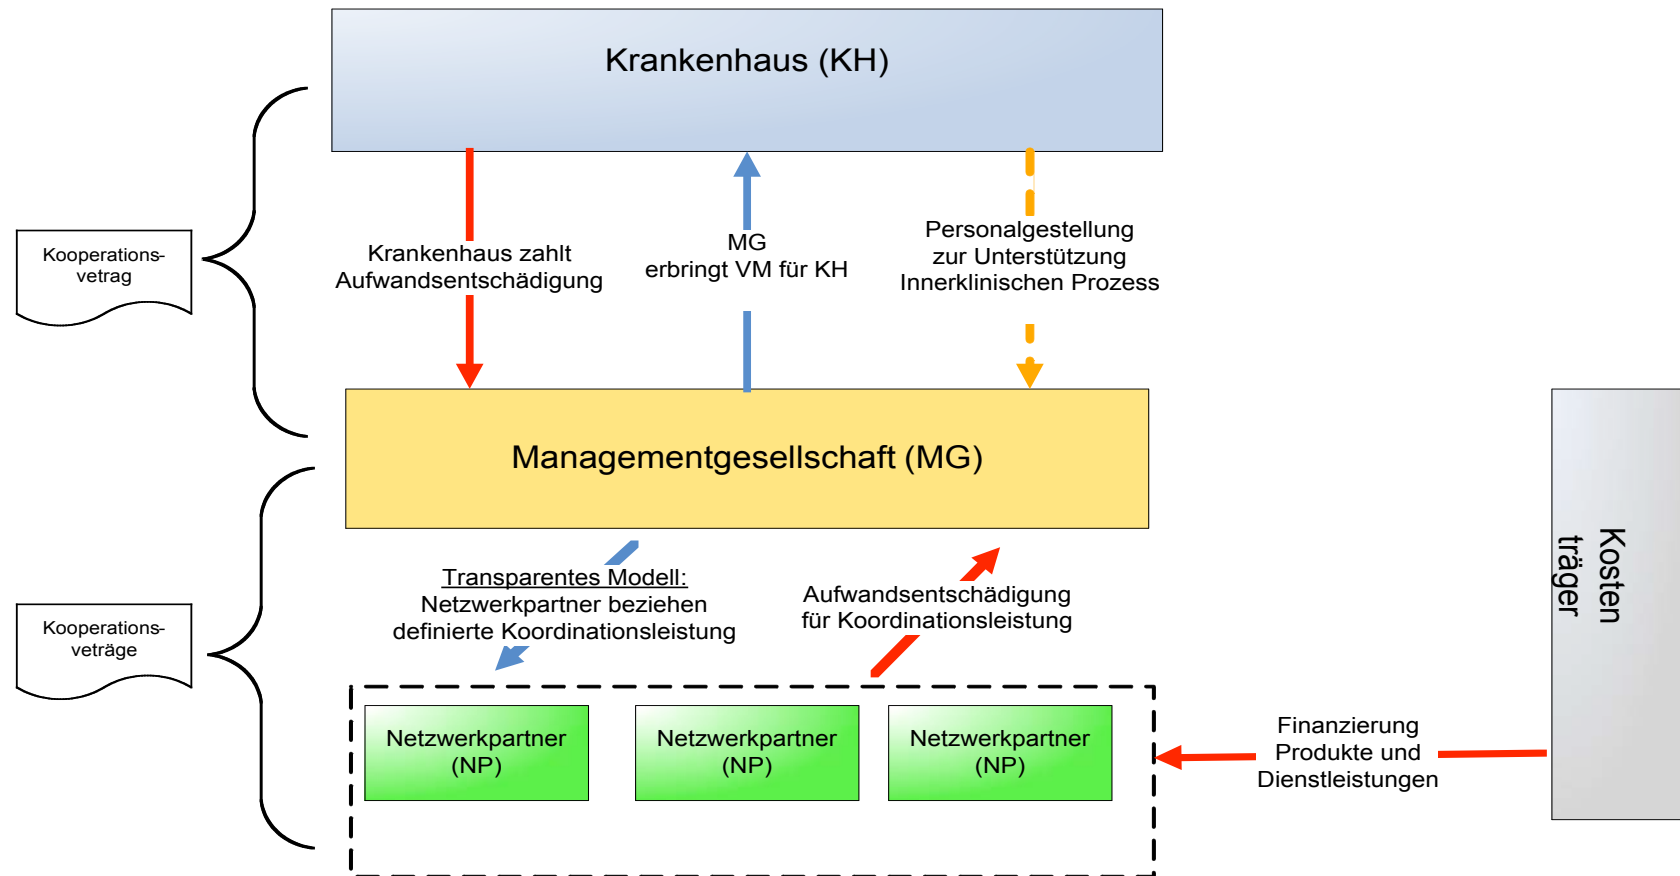 Krankenhaus (KH)
Kooperations-
vetrag
Krankenhaus zahlt
Aufwandsentschädigung
MG
erbringt VM für KH
Personalgestellung
zur Unterstützung
Innerklinischen Prozess
Managementgesellschaft (MG)
Kosten
träger
Kooperations-
veträge
Transparentes Modell:
Netzwerkpartner beziehen
definierte Koordinationsleistung
Aufwandsentschädigung
für Koordinationsleistung
Netzwerkpartner
(NP)
Netzwerkpartner
(NP)
Netzwerkpartner
(NP)
Finanzierung
Produkte und
Dienstleistungen